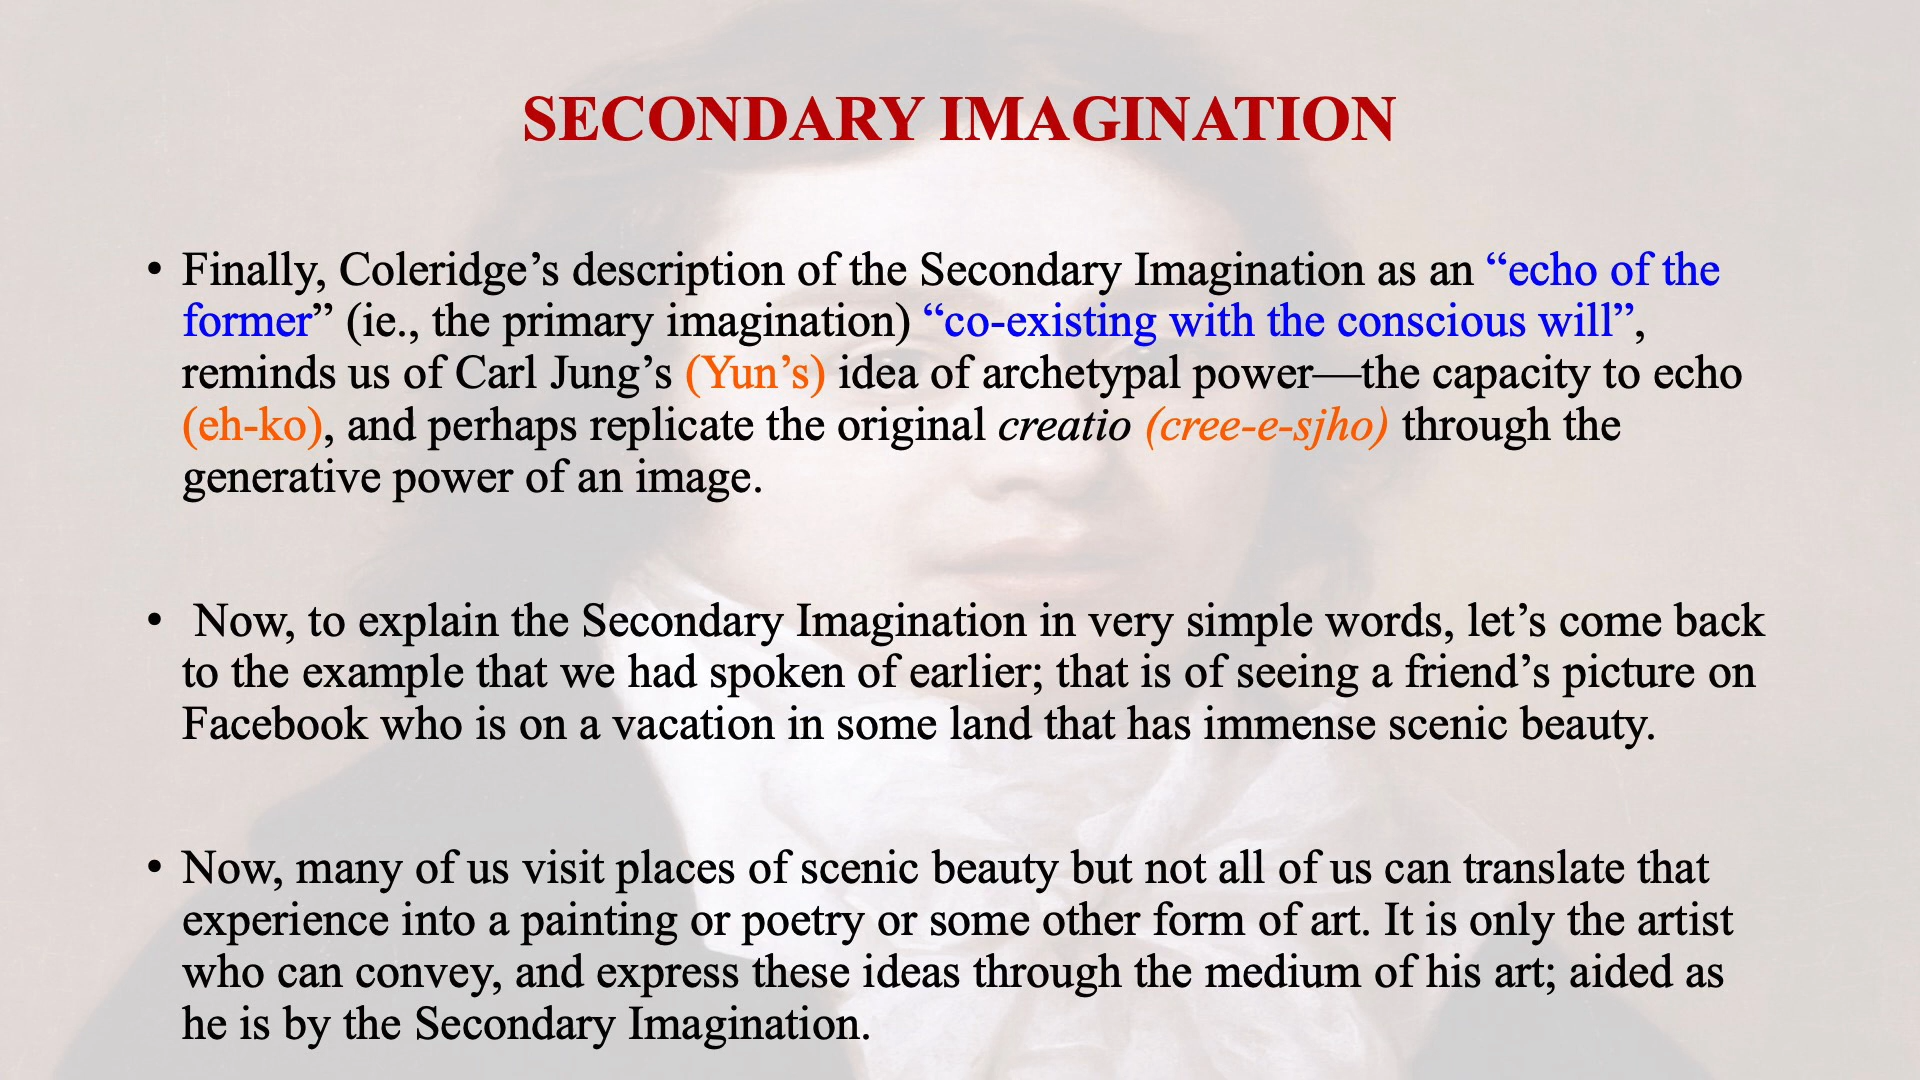 SECONDARY IMAGINATION
• Finally, Coleridge’s description of the Secondary Imagination as an “echo of the
former” (ie., the primary imagination) “co-existing with the conscious will”,
reminds us of Carl Jung’s (Yun’s) idea of archetypal power—the capacity to echo
(eh-ko), and perhaps replicate the original creatio (cree-e-sjho) through the
generative power of an image.
• Now, to explain the Secondary Imagination in very simple words, let’s come back
to the example that we had spoken of earlier; that is of seeing a friend’s picture on
Facebook who is on a vacation in some land that has immense scenic beauty.
• Now, many of us visit places of scenic beauty but not all of us can translate that
experience into a painting or poetry or some other form of art. It is only the artist
who can convey, and express these ideas through the medium of his art; aided as
he is by the Secondary Imagination.